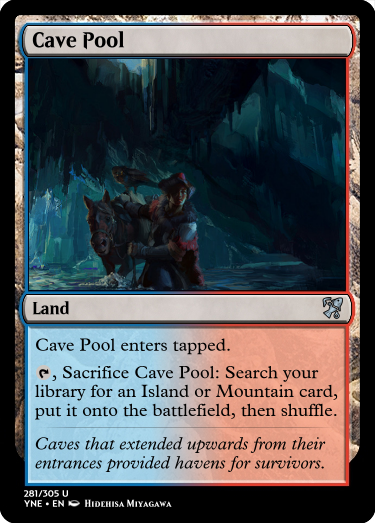 Cave Pool
Land
Cave Pool enters tapped.
, Sacrifice Cave Pool: Search your
library for an Island or Mountain card,
put it onto the battlefield, then shuffle.
Caves that extended upwards from their
entrances provided havens for survivors.
281/305 U
YNE • EN Hidehisa Miyagawa